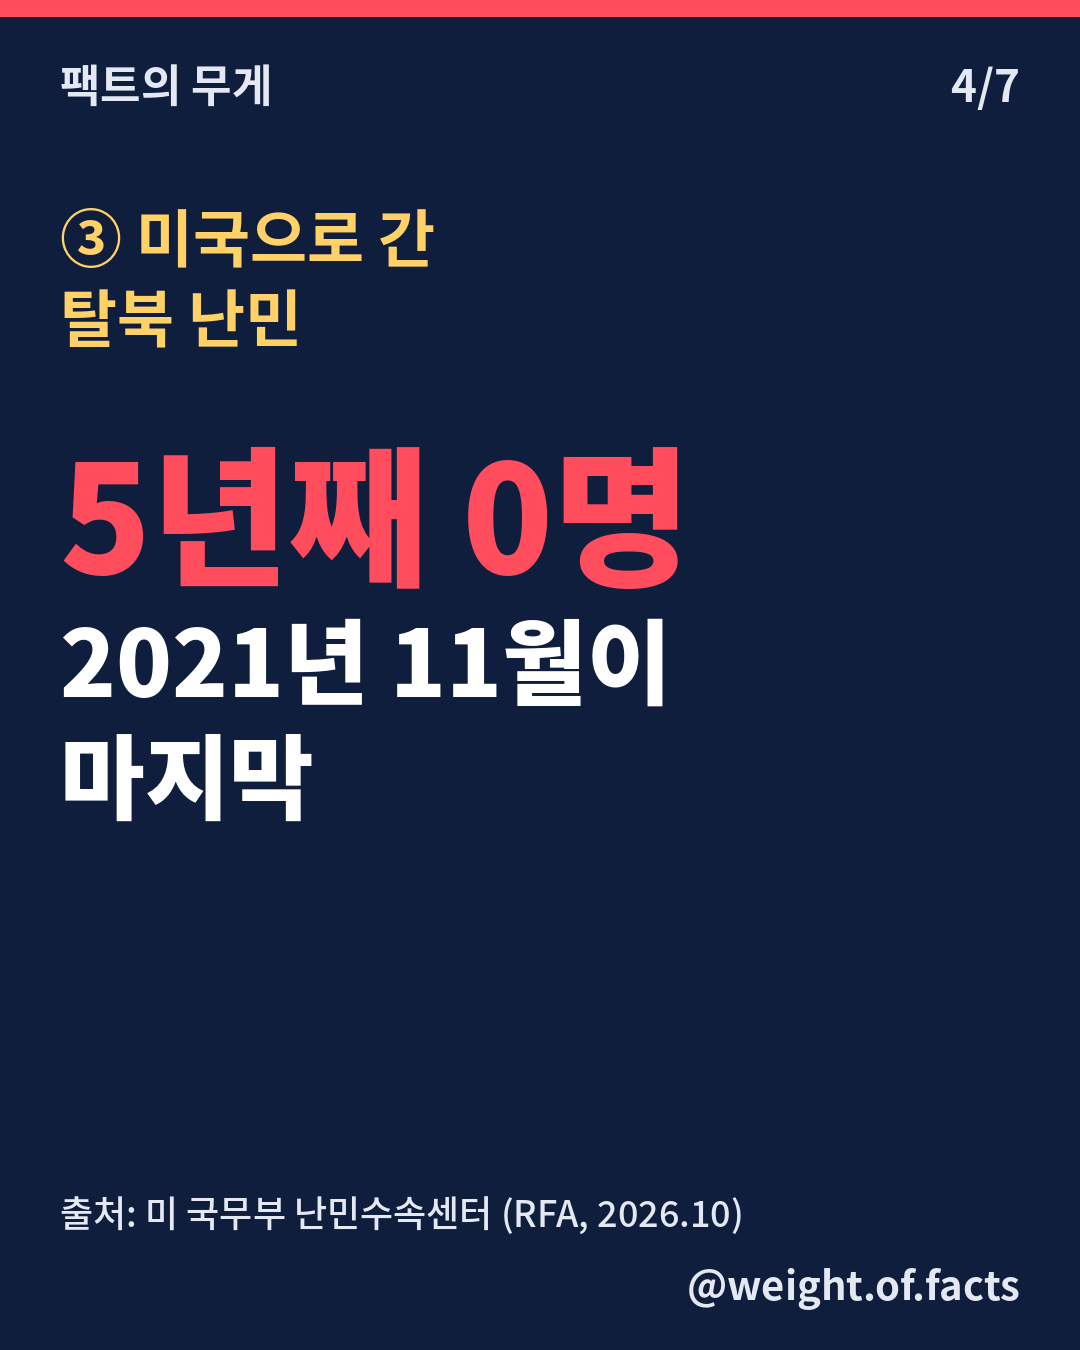 팩트의 무게
4/7
③ 미국으로 간
탈북 난민
5년째 0명
2021년 11월이
마지막
출처: 미 국무부 난민수속센터 (RFA, 2026.10)
@weight.of.facts